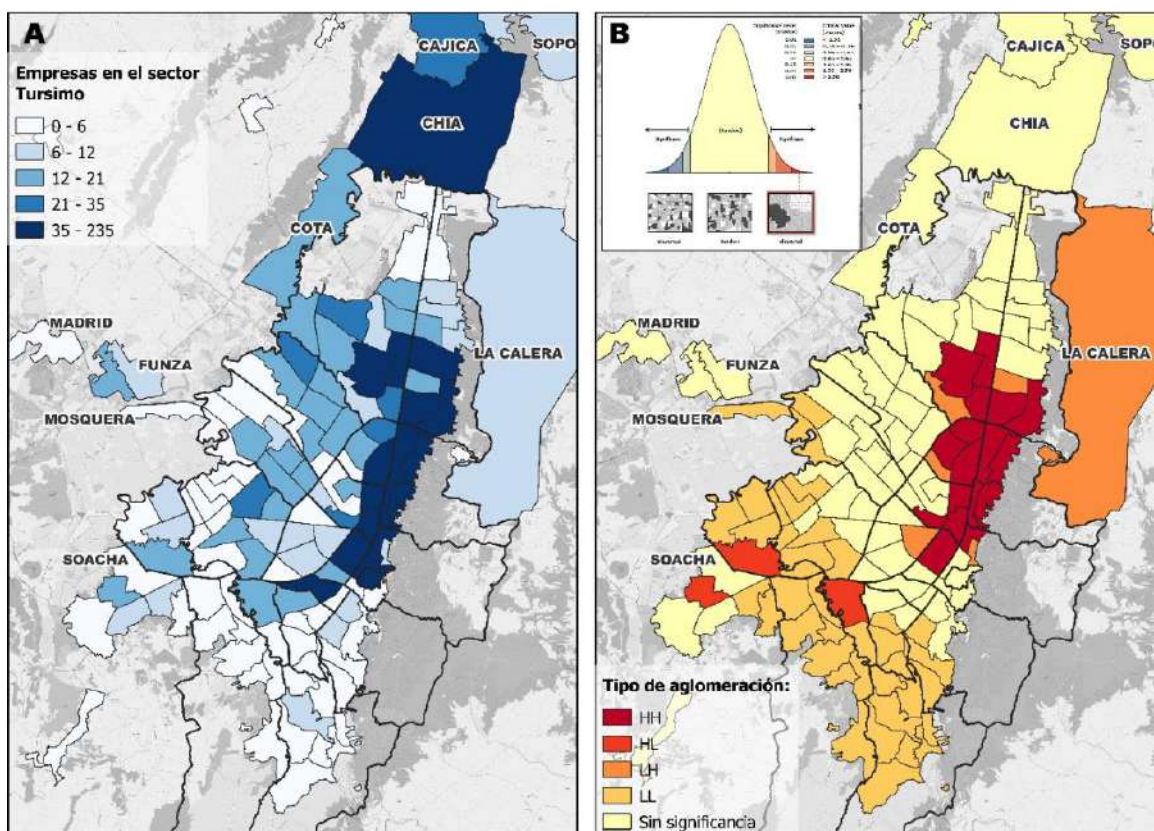 A
CAJICA
SOPO
Empresas en el sector
Tursimo
0 - 6
6 - 12
12 - 21
21 - 35
35 - 235
CHIA
COTA
MADRID
FUNZA
LA CALERA
MOSQUERA
SOACHA
B
CAJICA
SOPO
CHIA
COTA
MADRID
FUNZA
LA CALERA
MOSQUERA
SOACHA
Tipo de aglomeración:
HH
HL
LH
LL
Sin significancia